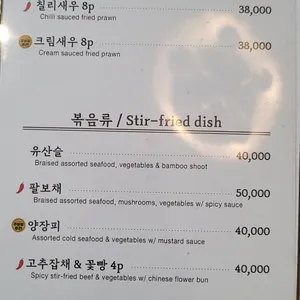 칠리새우 8p 38,000
Chilli sauced fried prawn
크림새우 8p 38,000
Cream sauced fried prawn
볶음류 / Stir-fried dish
유산슬 40,000
Braised assorted seafood, vegetables & bamboo shoot
팔보채 50,000
Braised assorted seafood, mushrooms, vegetables w/ spicy sauce
양장피 40,000
Assorted cold seafood & vegetables w/ mustard sauce
고추잡채 & 꽃빵 4p 40,000
Spicy stir-fried beef & vegetables w/ chinese flower bun